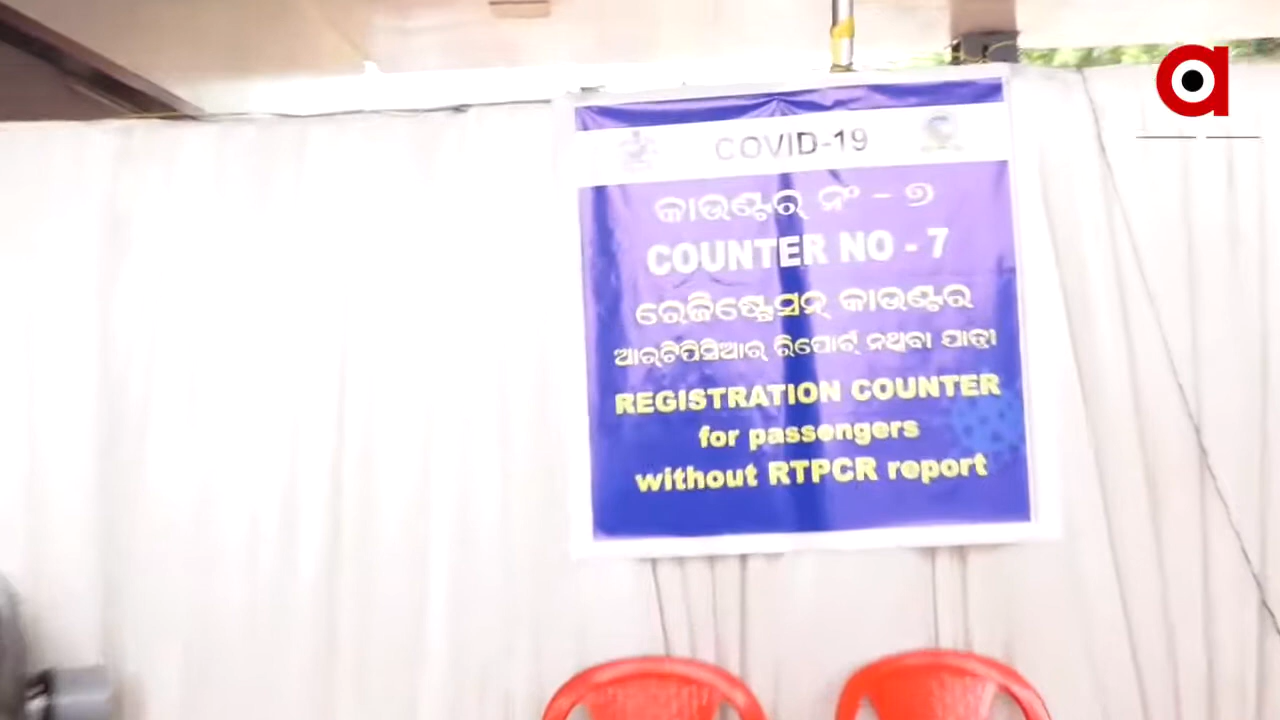 COVID-19
କାଉଣ୍ଟର ନଂ - ୭
COUNTER NO - 7
ରେଜିଷ୍ଟ୍ରେସନ୍ କାଉଣ୍ଟର
ଆର୍‌ଟିପିସିଆର୍ ରିପୋର୍ଟ୍ ନଥିବା ଯାତ୍ରୀ
REGISTRATION COUNTER
for passengers
without RTPCR report